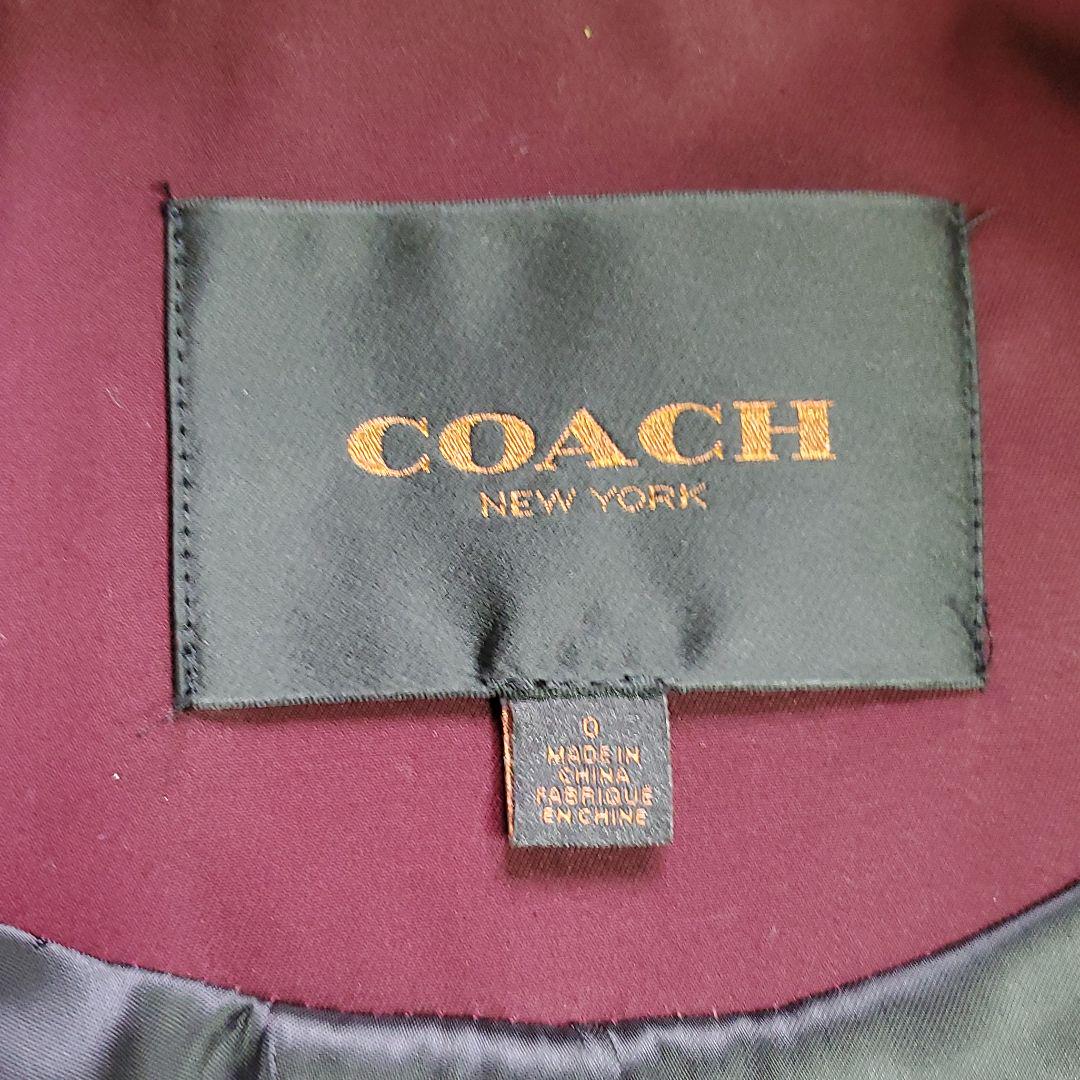 COACH
NEW YORK
0
MADE IN
CHINA
FABRIQUE
EN CHINE